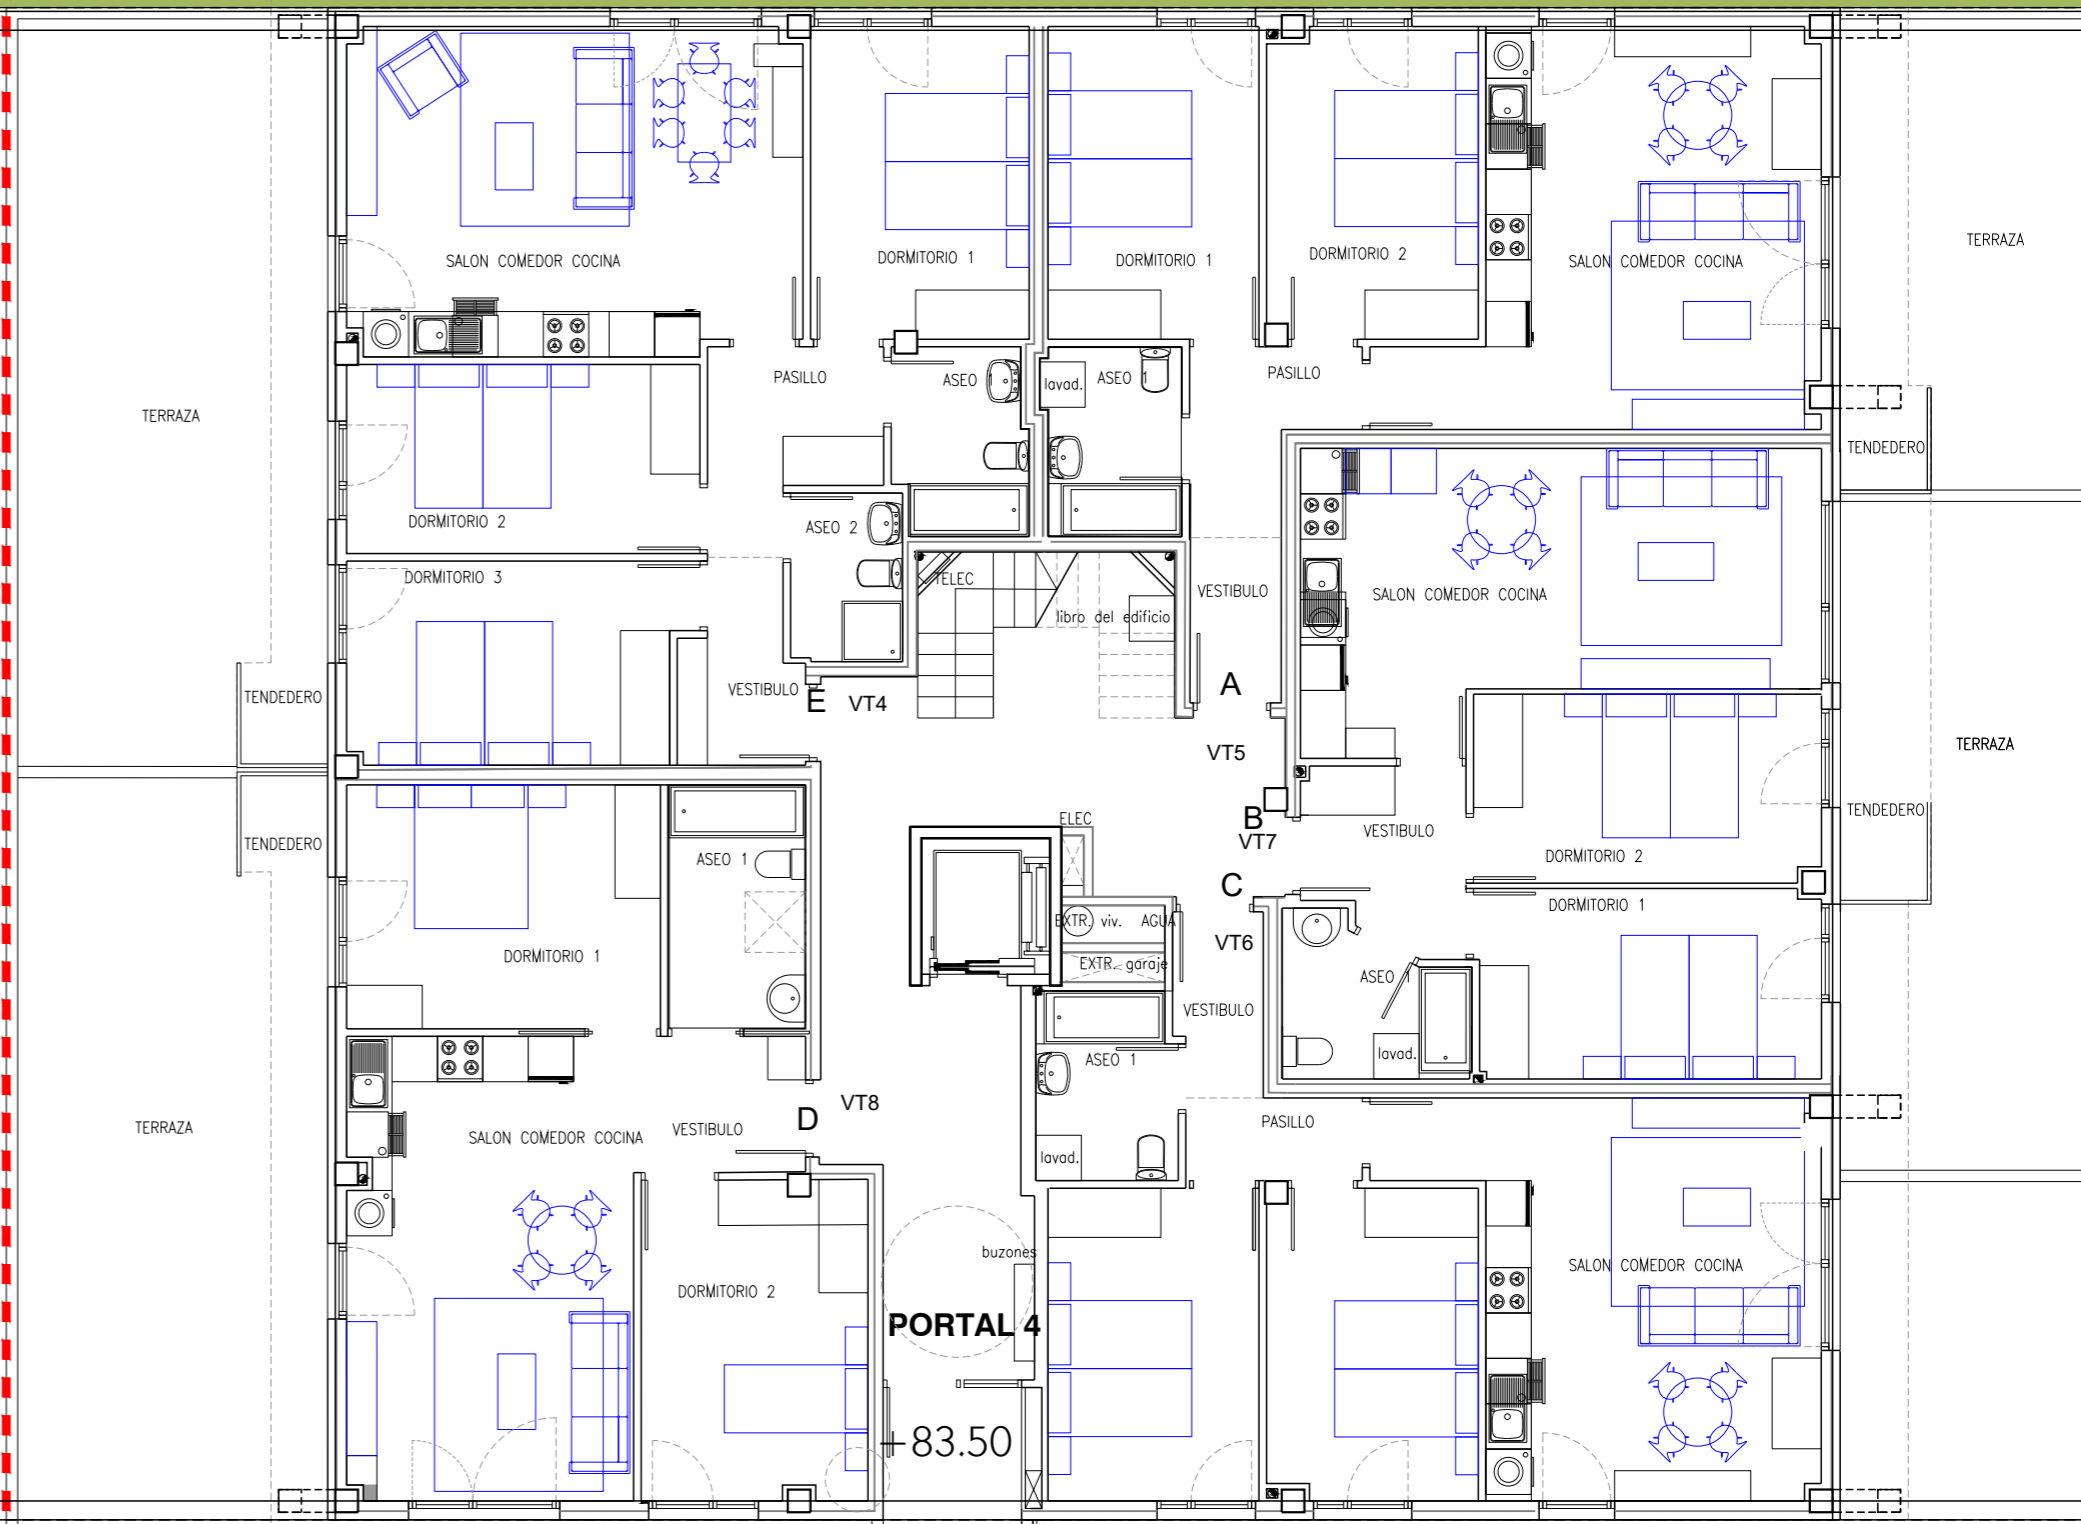 SALON COMEDOR COCINA
DORMITORIO 1
DORMITORIO 1
DORMITORIO 2
SALON COMEDOR COCINA
TERRAZA
TERRAZA
PASILLO
ASEO 1
lavad.
ASEO 1
PASILLO
TENDEDERO
DORMITORIO 2
ASEO 2
DORMITORIO 3
TELEC
libro del edificio
VESTIBULO
SALON COMEDOR COCINA
TENDEDERO
VESTIBULO
E
VT4
A
VT5
TERRAZA
TENDEDERO
ELEC
B
VT7
VESTIBULO
TENDEDERO
ASEO 1
DORMITORIO 2
C
DORMITORIO 1
EXTR. viv.
AGUA
VT6
DORMITORIO 1
EXTR. garaje
ASEO 1
VESTIBULO
lavad.
ASEO 1
D
VT8
TERRAZA
SALON COMEDOR COCINA
VESTIBULO
PASILLO
lavad.
buzones
SALON COMEDOR COCINA
DORMITORIO 2
PORTAL 4
+83.50